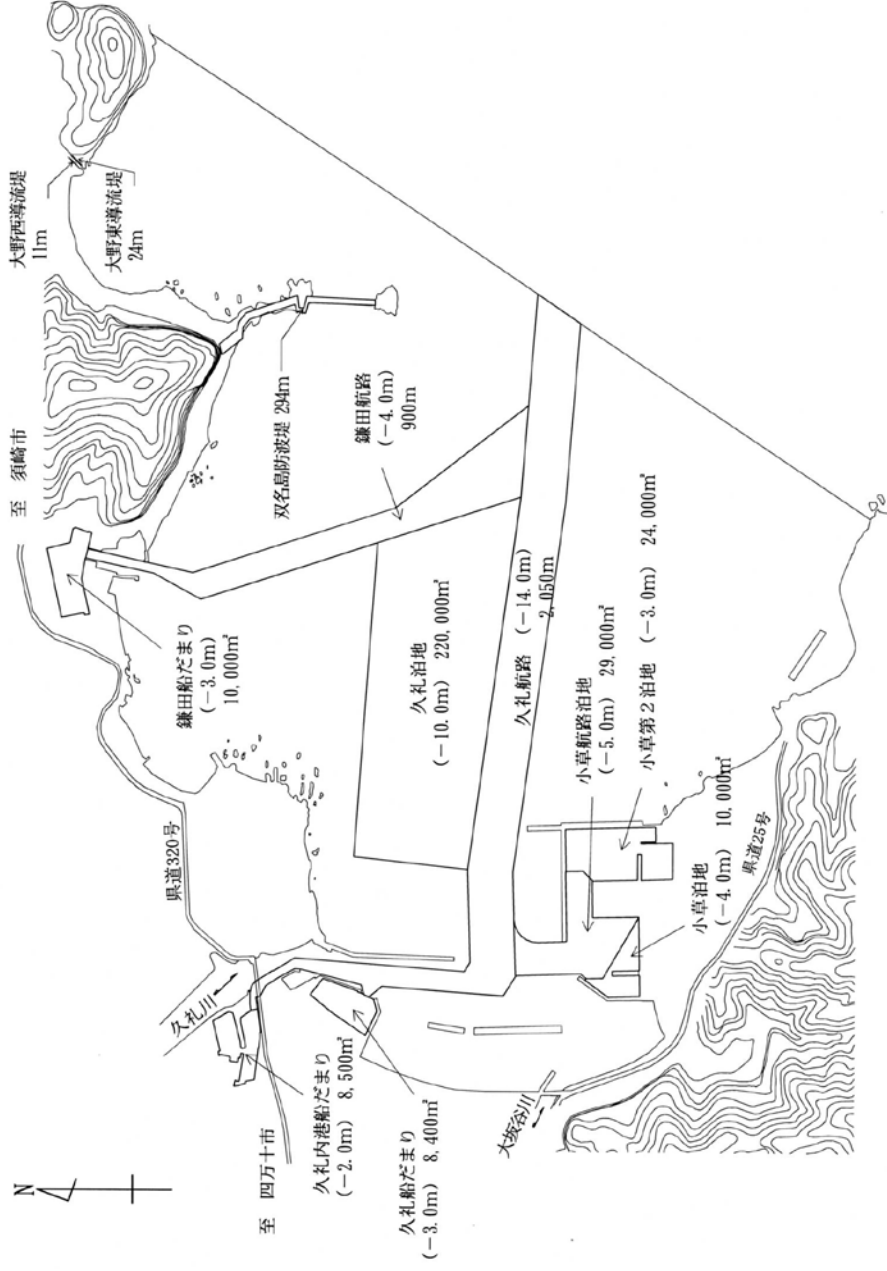 N
至 四万十市
久礼内港船だまり
(-2.0m) 8,500㎡
久礼船だまり
(-3.0m) 8,400㎡
久礼川
大坂谷川
県道320号
至 須崎市
鎌田船だまり
(-3.0m)
10,000㎡
大野西導流堤
11m
大野東導流堤
24m
双名島防波堤 294m
鎌田航路
(-4.0m)
900m
久礼泊地
(-10.0m) 220,000㎡
久礼航路 (-14.0m)
2,050m
小草航路泊地
(-5.0m) 29,000㎡
小草第2泊地 (-3.0m) 24,000㎡
小草泊地
(-4.0m) 10,000㎡
県道25号